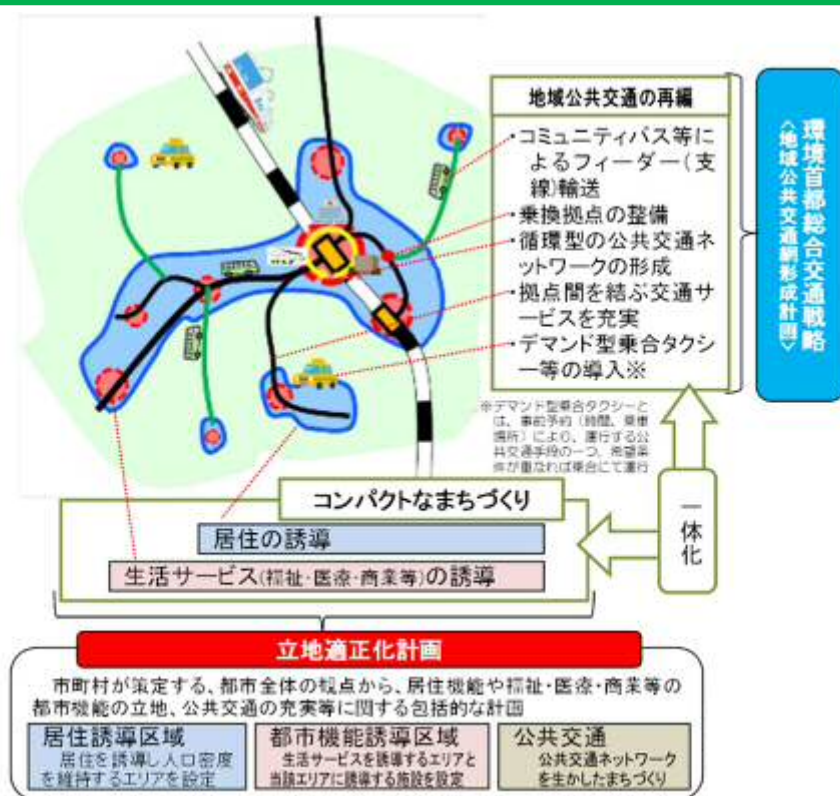 地域公共交通の再編
・コミュニティバス等に
よるフィーダー(支
線)輸送
・乗換拠点の整備
・循環型の公共交通ネ
ットワークの形成
・拠点間を結ぶ交通サ
ービスを充実
・デマンド型乗合タクシ
ー等の導入※
※デマンド型乗合タクシーと
は、事前予約(時間、乗車
場所)により、運行する公
共交通手段の一つ。希望条
件が重なれば乗合にて運行
環境首都総合交通戦略
<地域公共交通網形成計画>
一体化
コンパクトなまちづくり
居住の誘導
生活サービス(福祉・医療・商業等)の誘導
立地適正化計画
市町村が策定する、都市全体の観点から、居住機能や福祉・医療・商業等の
都市機能の立地、公共交通の充実等に関する包括的な計画
居住誘導区域
居住を誘導し人口密度
を維持するエリアを設定
都市機能誘導区域
生活サービスを誘導するエリアと
当該エリアに誘導する施設を設定
公共交通
公共交通ネットワーク
を生かしたまちづくり